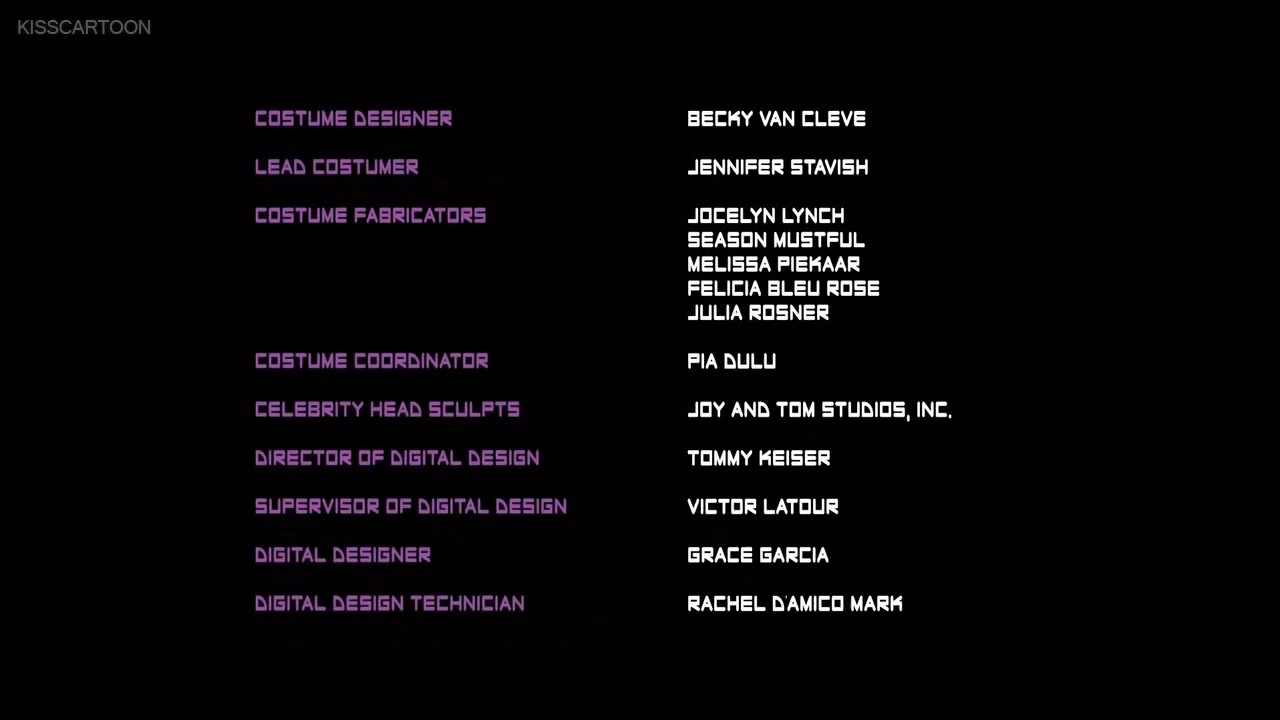 KISSCARTOON
COSTUME DESIGNER BECKY VAN CLEVE
LEAD COSTUMER JENNIFER STAVISH
COSTUME FABRICATORS JOCELYN LYNCH
SEASON MUSTFUL
MELISSA PIEKAAR
FELICIA BLEU ROSE
JULIA ROSNER
COSTUME COORDINATOR PIA DULU
CELEBRITY HEAD SCULPTS JOY AND TOM STUDIOS, INC.
DIRECTOR OF DIGITAL DESIGN TOMMY KEISER
SUPERVISOR OF DIGITAL DESIGN VICTOR LATOUR
DIGITAL DESIGNER GRACE GARCIA
DIGITAL DESIGN TECHNICIAN RACHEL D'AMICO MARK